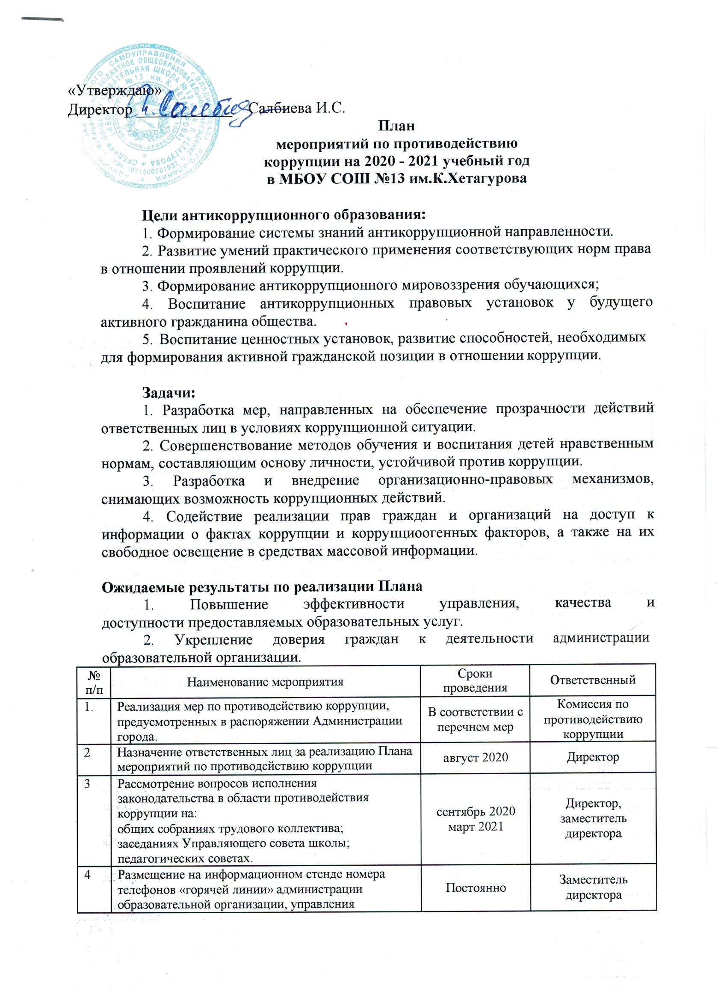 «Утверждаю»
Директор Салбиева И.С.
План
мероприятий по противодействию
коррупции на 2020 - 2021 учебный год
в МБОУ СОШ №13 им.К.Хетагурова
Цели антикоррупционного образования:
1. Формирование системы знаний антикоррупционной направленности.
2. Развитие умений практического применения соответствующих норм права
в отношении проявлений коррупции.
3. Формирование антикоррупционного мировоззрения обучающихся;
4. Воспитание антикоррупционных правовых установок у будущего
активного гражданина общества.
5. Воспитание ценностных установок, развитие способностей, необходимых
для формирования активной гражданской позиции в отношении коррупции.
Задачи:
1. Разработка мер, направленных на обеспечение прозрачности действий
ответственных лиц в условиях коррупционной ситуации.
2. Совершенствование методов обучения и воспитания детей нравственным
нормам, составляющим основу личности, устойчивой против коррупции.
3. Разработка и внедрение организационно-правовых механизмов,
снимающих возможность коррупционных действий.
4. Содействие реализации прав граждан и организаций на доступ к
информации о фактах коррупции и коррупциоогенных факторов, а также на их
свободное освещение в средствах массовой информации.
Ожидаемые результаты по реализации Плана
1. Повышение эффективности управления, качества и
доступности предоставляемых образовательных услуг.
2. Укрепление доверия граждан к деятельности администрации
образовательной организации.
№ п/п
Наименование мероприятия
Сроки
проведения
Ответственный
1.
Реализация мер по противодействию коррупции,
предусмотренных в распоряжении Администрации
города.
В соответствии с
перечнем мер
Комиссия по
противодействию
коррупции
2
Назначение ответственных лиц за реализацию Плана
мероприятий по противодействию коррупции
август 2020
Директор
3
Рассмотрение вопросов исполнения
законодательства в области противодействия
коррупции на:
общих собраниях трудового коллектива;
заседаниях Управляющего совета школы;
педагогических советах.
сентябрь 2020
март 2021
Директор,
заместитель
директора
4
Размещение на информационном стенде номера
телефонов «горячей линии» администрации
образовательной организации, управления
Постоянно
Заместитель
директора